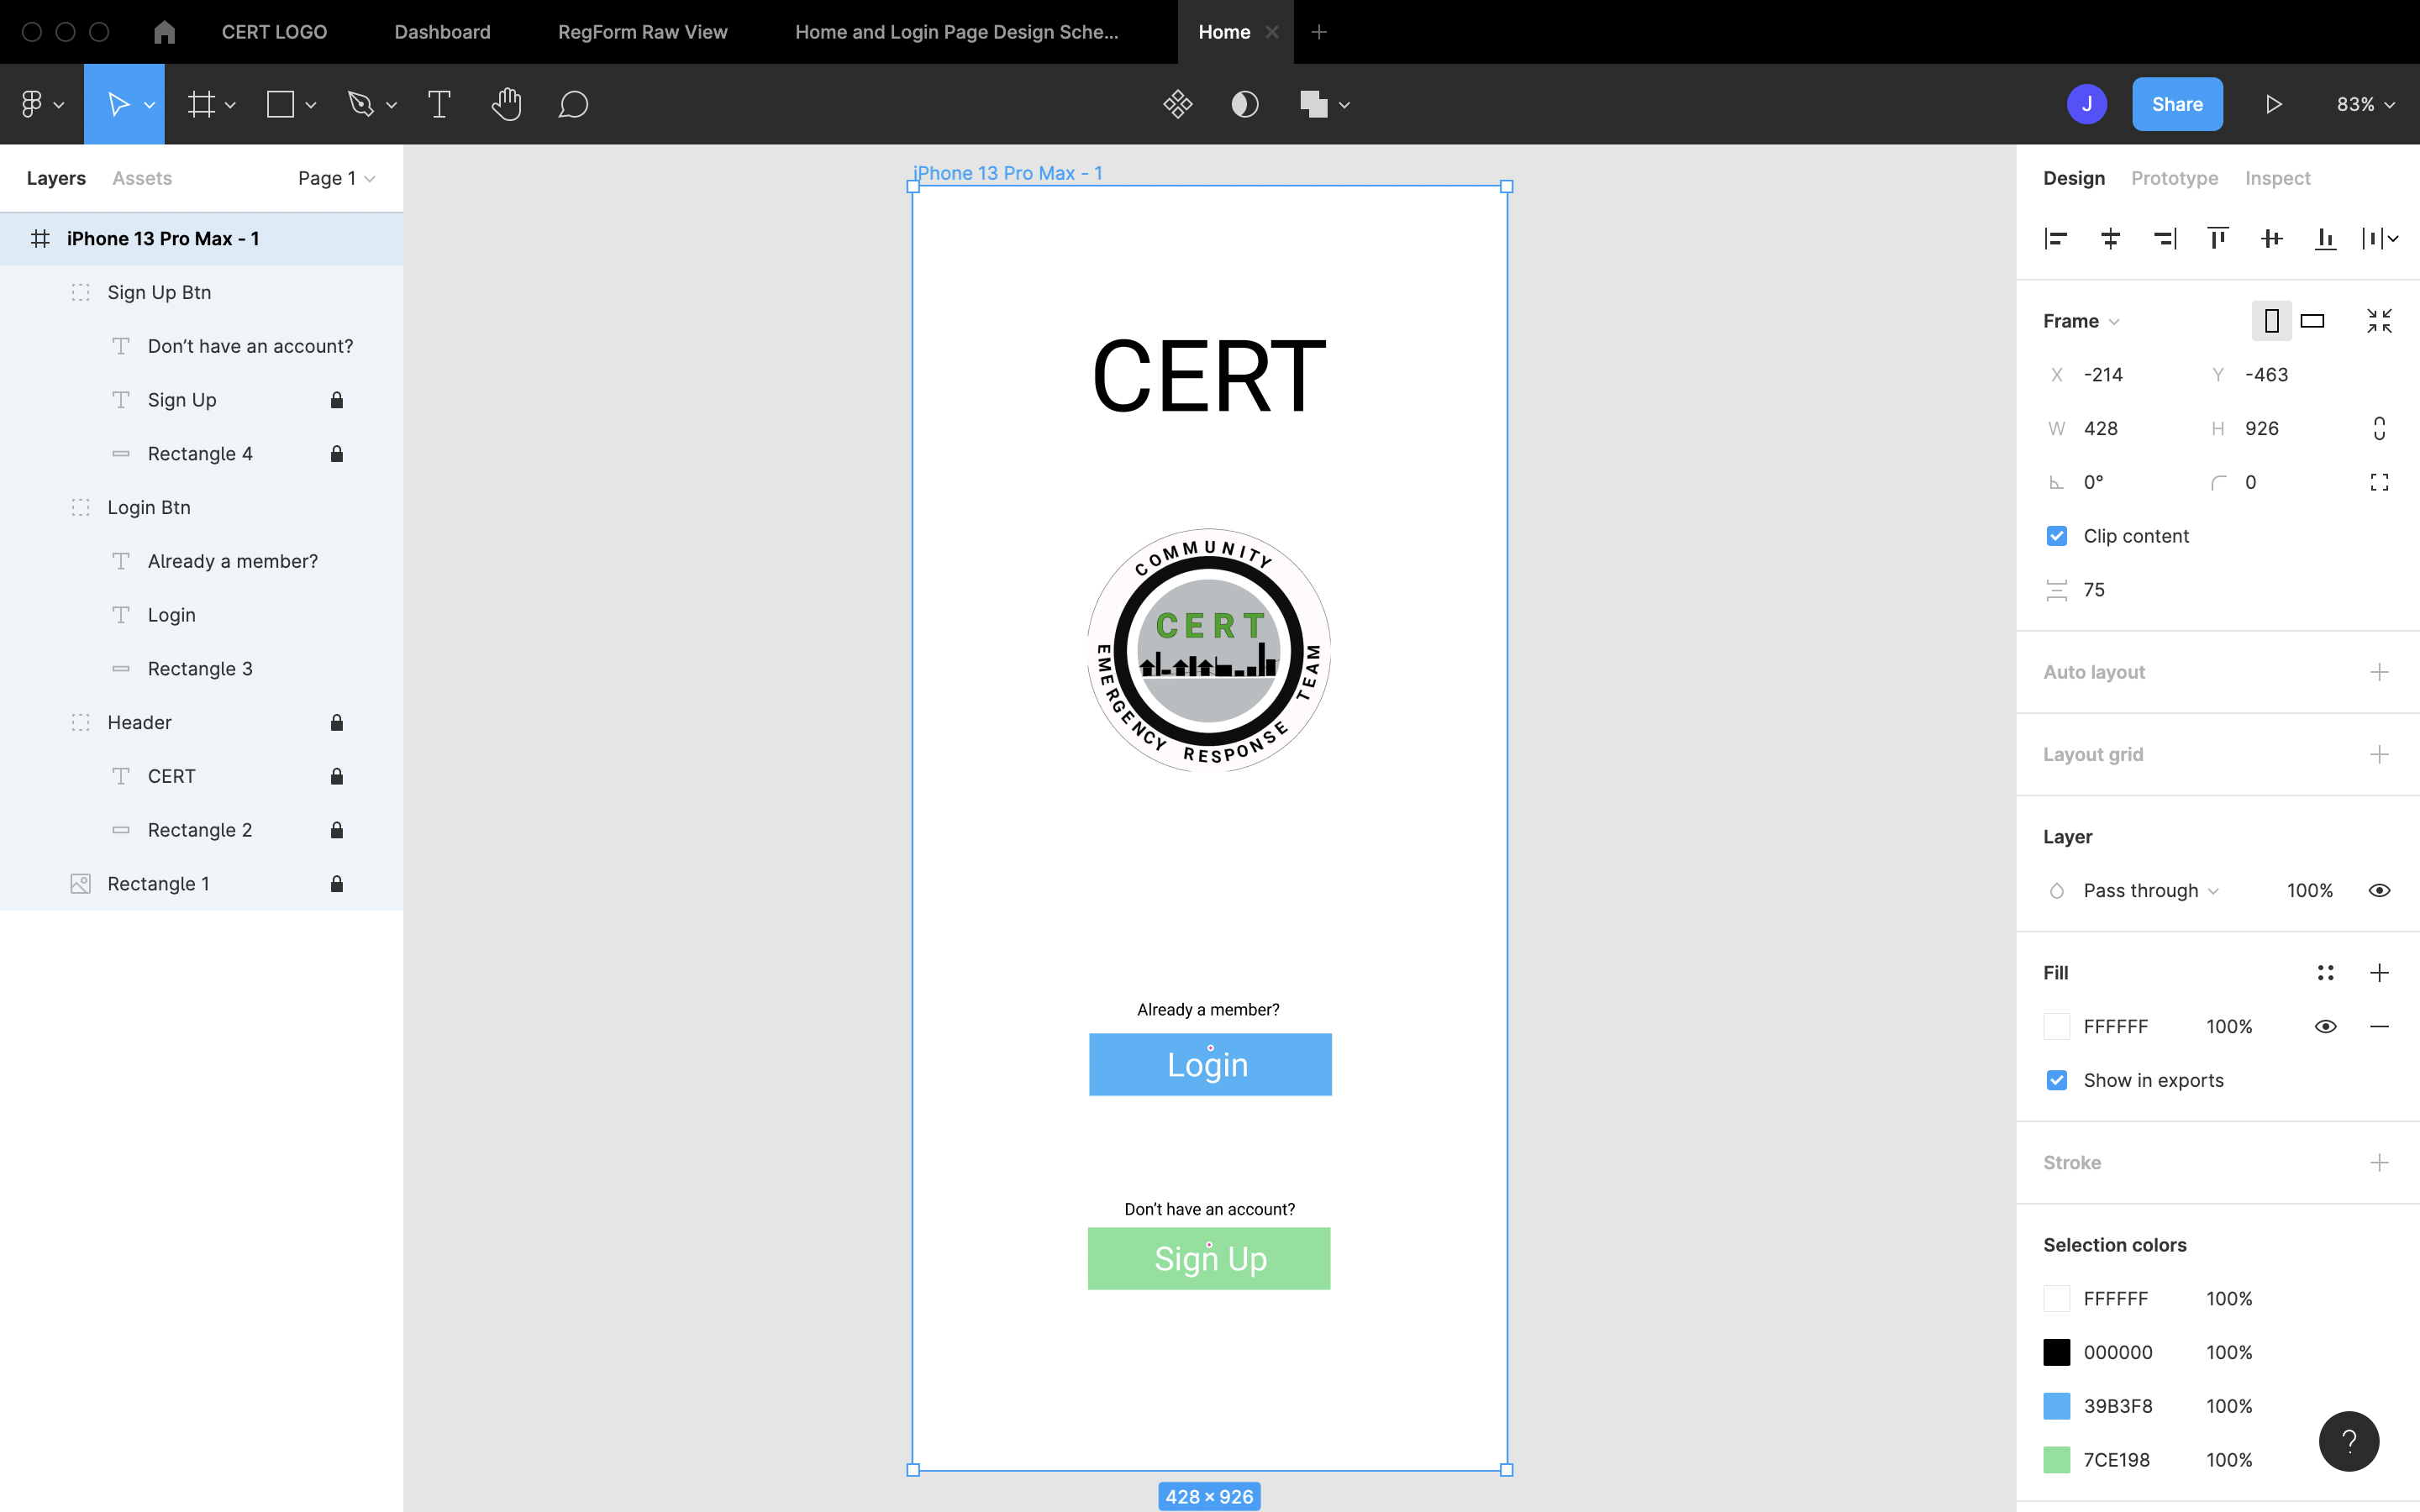 CERT LOGO
Dashboard
RegForm Raw View
Home and Login Page Design Sche...
Home
J
Share
83%
Layers
Assets
Page 1
iPhone 13 Pro Max - 1
Sign Up Btn
Don’t have an account?
Sign Up
Rectangle 4
Login Btn
Already a member?
Login
Rectangle 3
Header
CERT
Rectangle 2
Rectangle 1
iPhone 13 Pro Max - 1
CERT
COMMUNITY
CERT
EMERGENCY RESPONSE TEAM
Already a member?
Login
Don’t have an account?
Sign Up
428 × 926
Design
Prototype
Inspect
Frame
X -214 Y -463
W 428 H 926
0° 0
Clip content
75
Auto layout
Layout grid
Layer
Pass through 100%
Fill
FFFFFF 100%
Show in exports
Stroke
Selection colors
FFFFFF 100%
000000 100%
39B3F8 100%
7CE198 100%
?